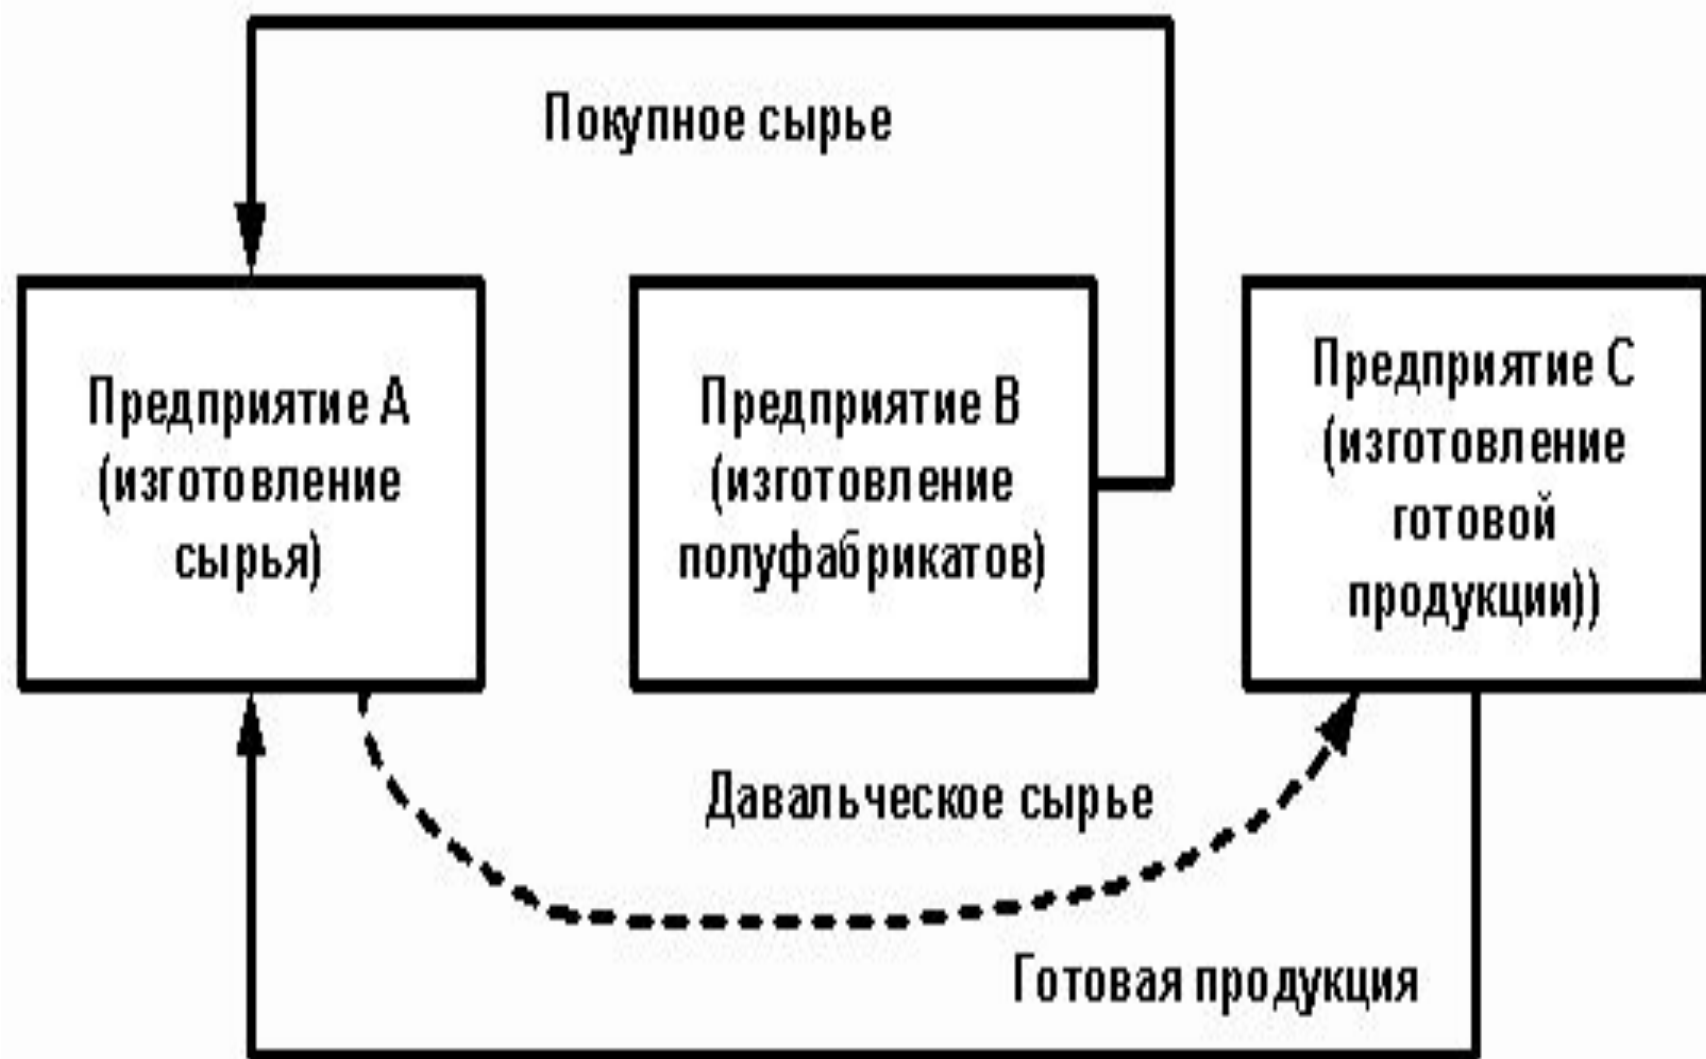 Покупное сырье
Предприятие А
(изготовление
сырья)
Предприятие В
(изготовление
полуфабрикатов)
Предприятие С
(изготовление
готовой
продукции))
Давальческое сырье
Готовая продукция